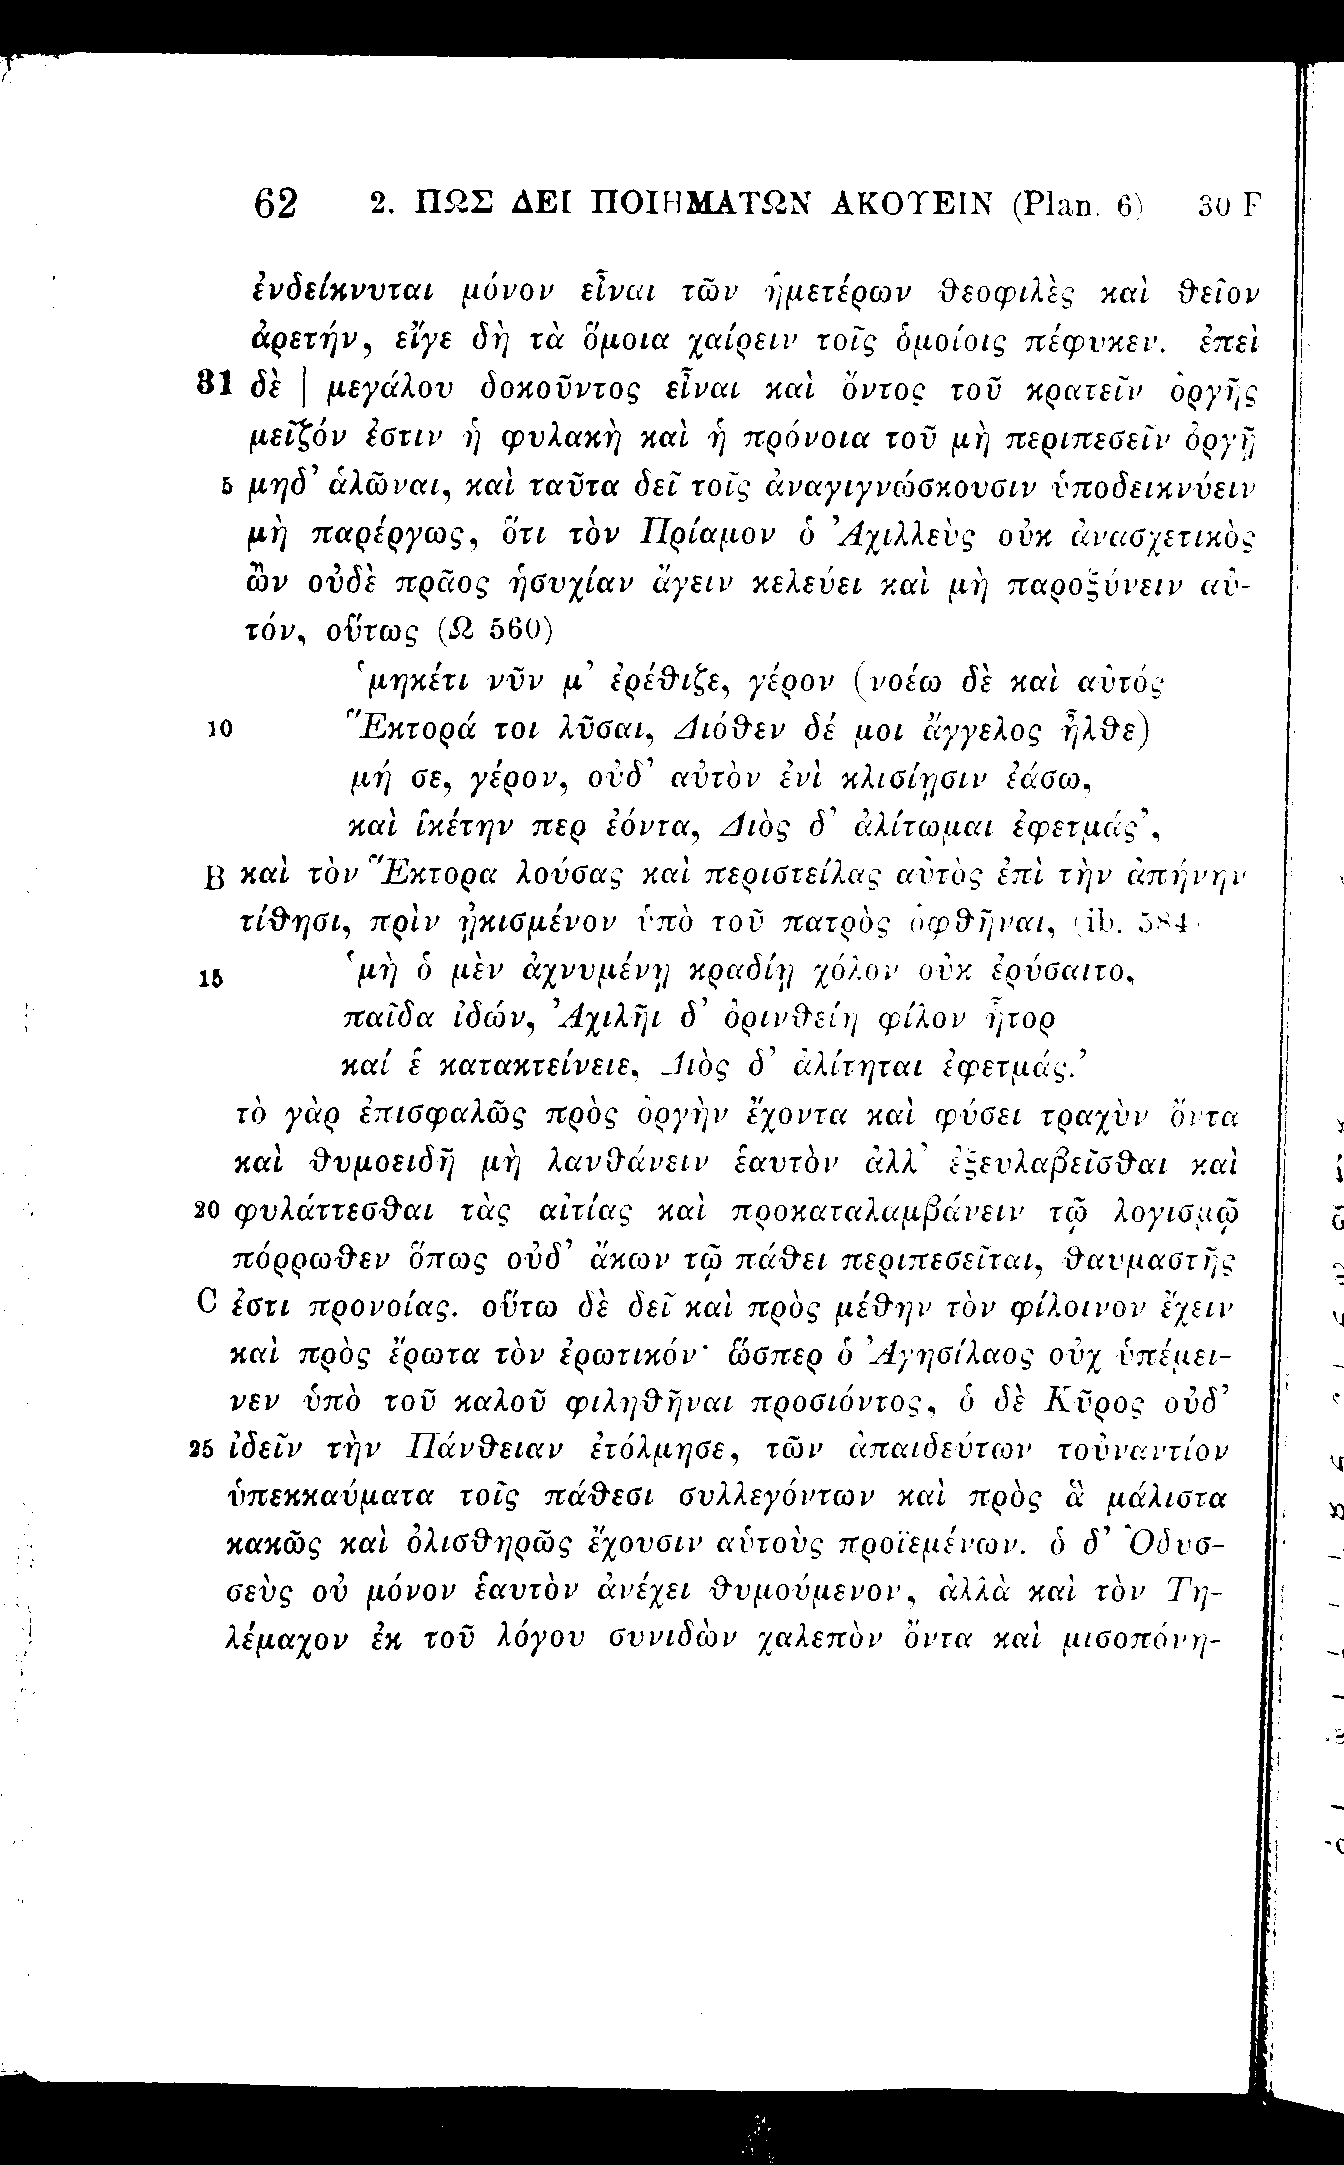 62 2. ΠΩΣ ΔΕΙ ΠΟΙΗΜΑΤΩΝ ΑΚΟΥΕΙΝ (Plan. 6) 30 F
ἐνδείκνυται μόνον εἶναι τῶν ἡμετέρων θεοφιλὲς καὶ θεῖον
ἀρετήν, εἴγε δὴ τὰ ὅμοια χαίρειν τοῖς ὁμοίοις πέφυκεν. ἐπεὶ
31 δὲ | μεγάλου δοκοῦντος εἶναι καὶ ὄντος τοῦ κρατεῖν ὀργῆς
μεῖζόν ἐστιν ἡ φυλακὴ καὶ ἡ πρόνοια τοῦ μὴ περιπεσεῖν ὀργῇ
5 μηδ’ ἁλῶναι, καὶ ταῦτα δεῖ τοῖς ἀναγιγνώσκουσιν ὑποδεικνύειν
μὴ παρέργως, ὅτι τὸν Πρίαμον ὁ Ἀχιλλεὺς οὐκ ἀνασχετικὸς
ὢν οὐδὲ πρᾶος ἡσυχίαν ἄγειν κελεύει καὶ μὴ παροξύνειν αὐ-
τόν, οὕτως (Ω 560)
‘μηκέτι νῦν μ’ ἐρέθιζε, γέρον (νοέω δὲ καὶ αὐτός
10 Ἕκτορά τοι λῦσαι, Διόθεν δέ μοι ἄγγελος ἦλθε)
μή σε, γέρον, οὐδ’ αὐτὸν ἐνὶ κλισίῃσιν ἐάσω,
καὶ ἱκέτην περ ἐόντα, Διὸς δ’ ἀλίτωμαι ἐφετμάς’,
B καὶ τὸν Ἕκτορα λούσας καὶ περιστείλας αὐτὸς ἐπὶ τὴν ἀπήνην
τίθησι, πρὶν ᾐκισμένον ὑπὸ τοῦ πατρὸς ὀφθῆναι, (ib. 584)
15 ‘μὴ ὁ μὲν ἀχνυμένῃ κραδίῃ χόλον οὐκ ἐρύσαιτο,
παῖδα ἰδών, Ἀχιλῆι δ’ ὀρινθείη φίλον ἦτορ
καί ἑ κατακτείνειε, Διὸς δ’ ἀλίτηται ἐφετμάς.’
τὸ γὰρ ἐπισφαλῶς πρὸς ὀργὴν ἔχοντα καὶ φύσει τραχὺν ὄντα
καὶ θυμοειδῆ μὴ λανθάνειν ἑαυτὸν ἀλλ’ ἐξευλαβεῖσθαι καὶ
20 φυλάττεσθαι τὰς αἰτίας καὶ προκαταλαμβάνειν τῷ λογισμῷ
πόρρωθεν ὅπως οὐδ’ ἄκων τῷ πάθει περιπεσεῖται, θαυμαστῆς
C ἐστι προνοίας. οὕτω δὲ δεῖ καὶ πρὸς μέθην τὸν φίλοινον ἔχειν
καὶ πρὸς ἔρωτα τὸν ἐρωτικόν· ὥσπερ ὁ Ἀγησίλαος οὐχ ὑπέμει-
νεν ὑπὸ τοῦ καλοῦ φιληθῆναι προσιόντος, ὁ δὲ Κῦρος οὐδ’
25 ἰδεῖν τὴν Πάνθειαν ἐτόλμησε, τῶν ἀπαιδεύτων τοὐναντίον
ὑπεκκαύματα τοῖς πάθεσι συλλεγόντων καὶ πρὸς ἃ μάλιστα
κακῶς καὶ ὀλισθηρῶς ἔχουσιν αὑτοὺς προϊεμένων. ὁ δ’ Ὀδυσ-
σεὺς οὐ μόνον ἑαυτὸν ἀνέχει θυμούμενον, ἀλλὰ καὶ τὸν Τη-
λέμαχον ἐκ τοῦ λόγου συνιδὼν χαλεπὸν ὄντα καὶ μισοπόνη-